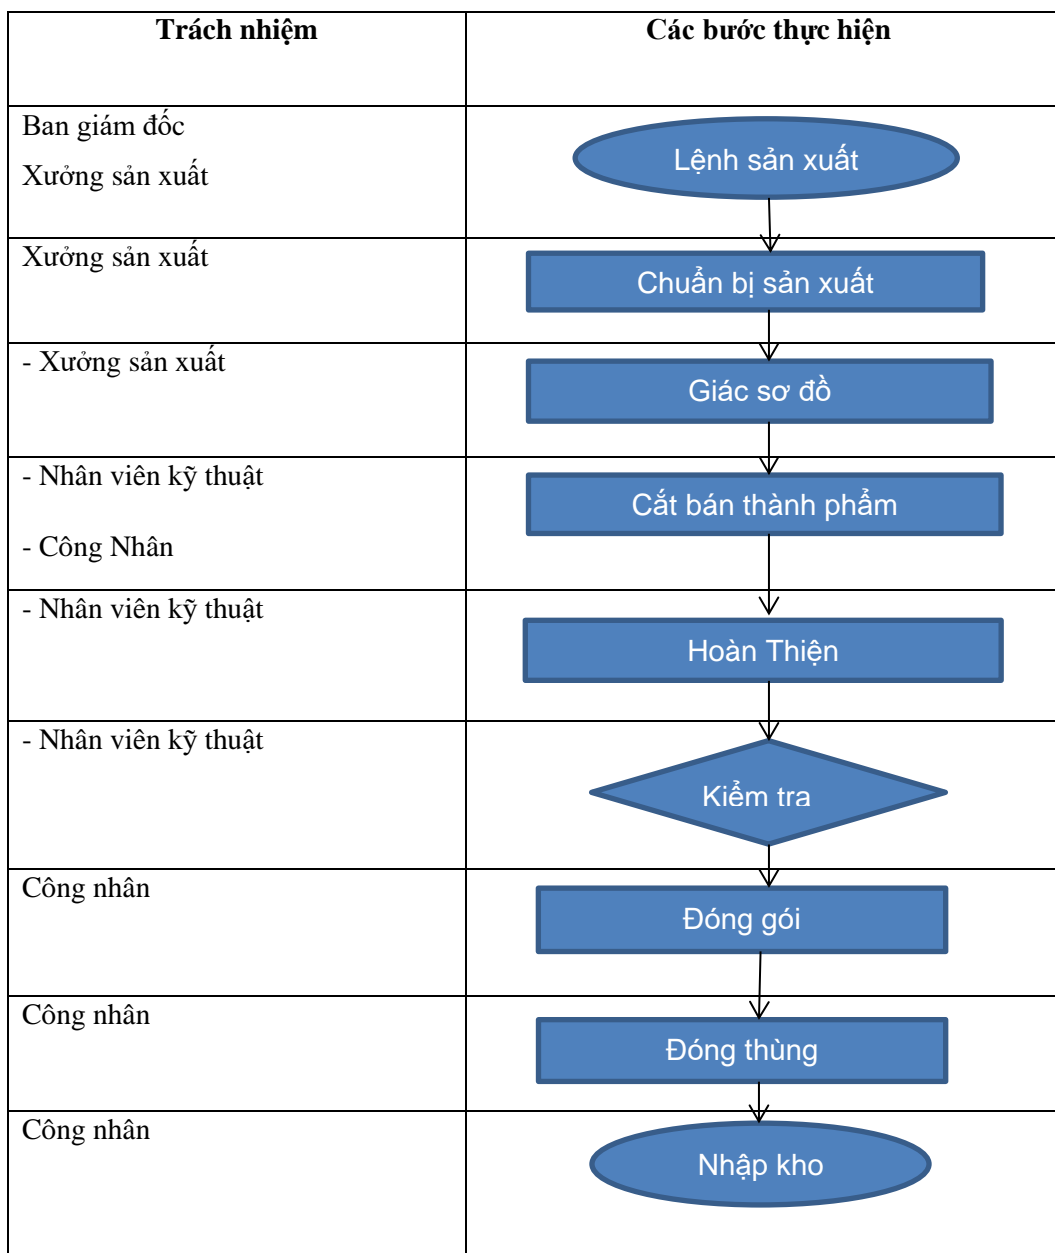 Trách nhiệm
Các bước thực hiện
Ban giám đốc
Xưởng sản xuất
Lệnh sản xuất
Xưởng sản xuất
Chuẩn bị sản xuất
- Xưởng sản xuất
Giác sơ đồ
- Nhân viên kỹ thuật
- Công Nhân
Cắt bán thành phẩm
- Nhân viên kỹ thuật
Hoàn Thiện
- Nhân viên kỹ thuật
Kiểm tra
Công nhân
Đóng gói
Công nhân
Đóng thùng
Công nhân
Nhập kho